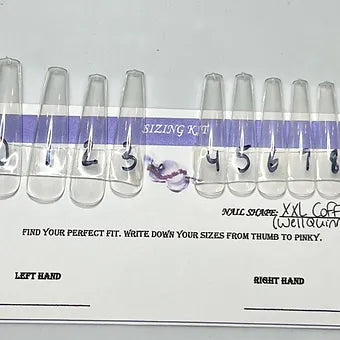 SIZING KIT
0 1 2 3 4 5 6 7 8
NAIL SHAPE: XXL Coff
(WellQuin
FIND YOUR PERFECT FIT. WRITE DOWN YOUR SIZES FROM THUMB TO PINKY.
LEFT HAND
RIGHT HAND